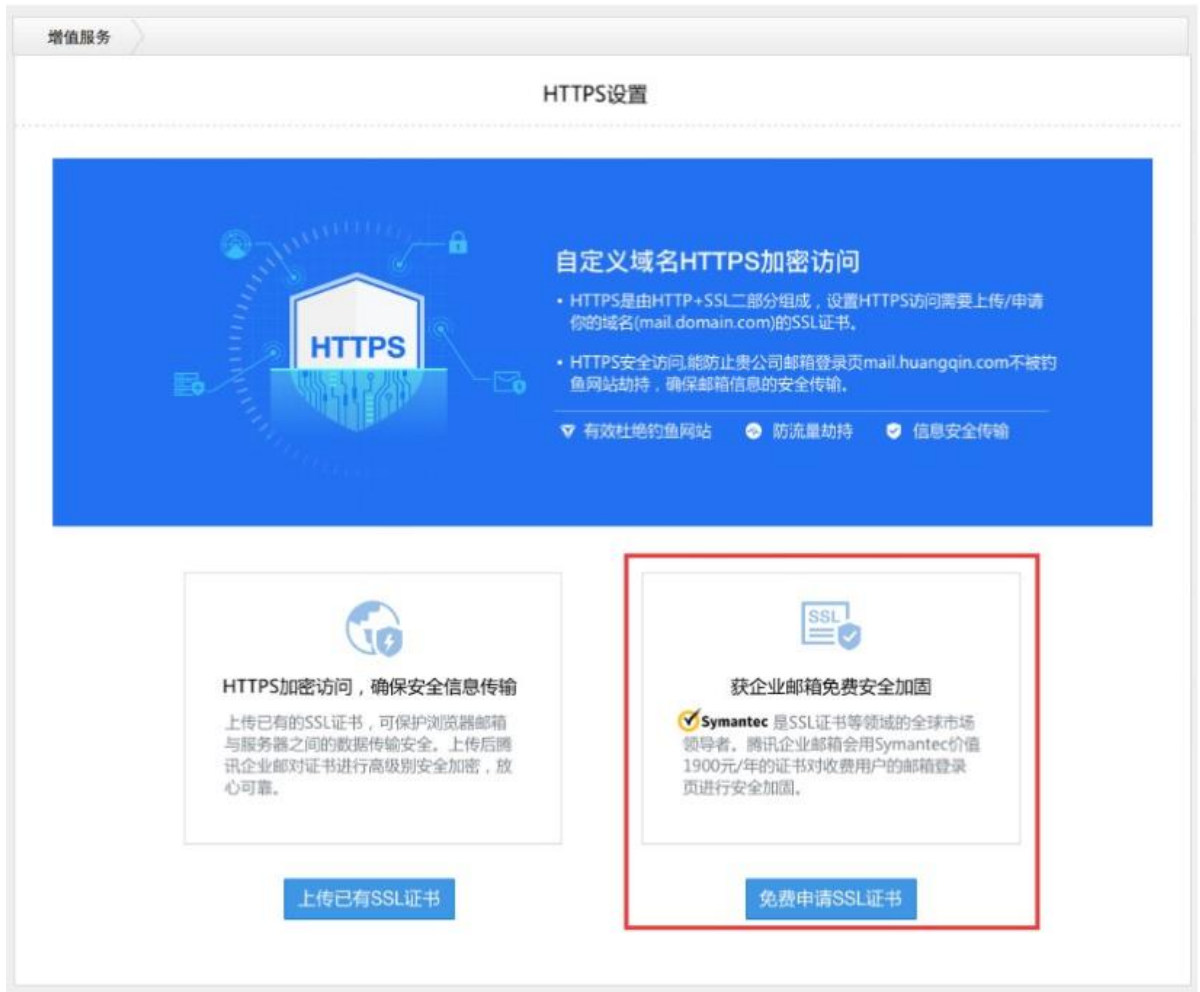 增值服务
HTTPS设置
HTTPS
自定义域名HTTPS加密访问
• HTTPS是由HTTP+SSL二部分组成，设置HTTPS访问需要上传/申请
你的域名(mail.domain.com)的SSL证书。
• HTTPS安全访问,能防止贵公司邮箱登录页mail.huangqin.com不被钓
鱼网站劫持，确保邮箱信息的安全传输。
有效杜绝钓鱼网站 防流量劫持 信息安全传输
HTTPS加密访问，确保安全信息传输
上传已有的SSL证书，可保护浏览器邮箱
与服务器之间的数据传输安全。上传后腾
讯企业邮对证书进行高级别安全加密，放
心可靠。
上传已有SSL证书
SSL
获企业邮箱免费安全加固
Symantec 是SSL证书等领域的全球市场
领导者。腾讯企业邮箱会用Symantec价值
1900元/年的证书对收费用户的邮箱登录
页进行安全加固。
免费申请SSL证书